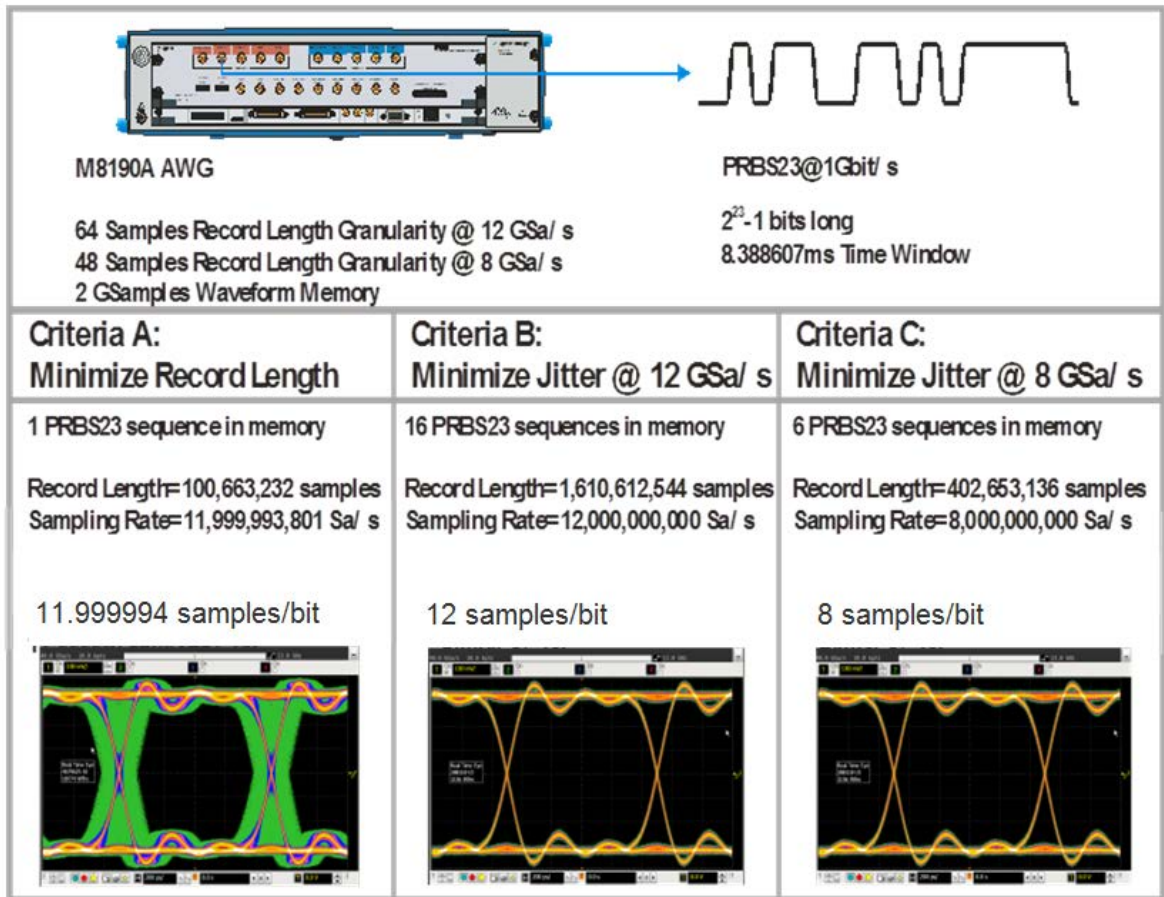 M8190A AWG
64 Samples Record Length Granularity @ 12 GSa/ s
48 Samples Record Length Granularity @ 8 GSa/ s
2 GSamples Waveform Memory
PRBS23@1Gbit/ s
2²³-1 bits long
8.388607ms Time Window
Criteria A:
Minimize Record Length
Criteria B:
Minimize Jitter @ 12 GSa/ s
Criteria C:
Minimize Jitter @ 8 GSa/ s
1 PRBS23 sequence in memory
Record Length=100,663,232 samples
Sampling Rate=11,999,993,801 Sa/ s
11.999994 samples/bit
16 PRBS23 sequences in memory
Record Length=1,610,612,544 samples
Sampling Rate=12,000,000,000 Sa/ s
12 samples/bit
6 PRBS23 sequences in memory
Record Length=402,653,136 samples
Sampling Rate=8,000,000,000 Sa/ s
8 samples/bit